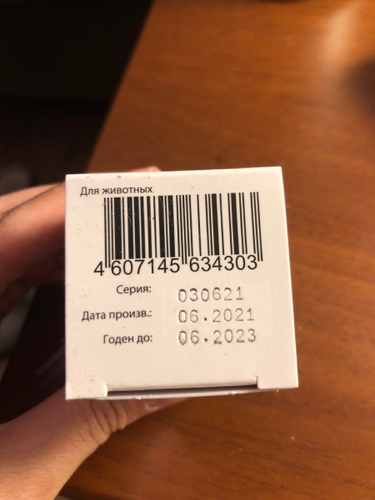 Для животных
4 607145 634303
Серия: 030621
Дата произв.: 06.2021
Годен до: 06.2023